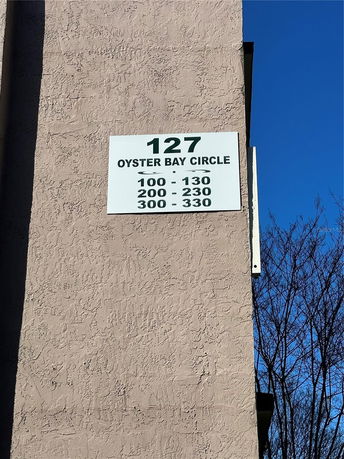 127
OYSTER BAY CIRCLE
100 - 130
200 - 230
300 - 330